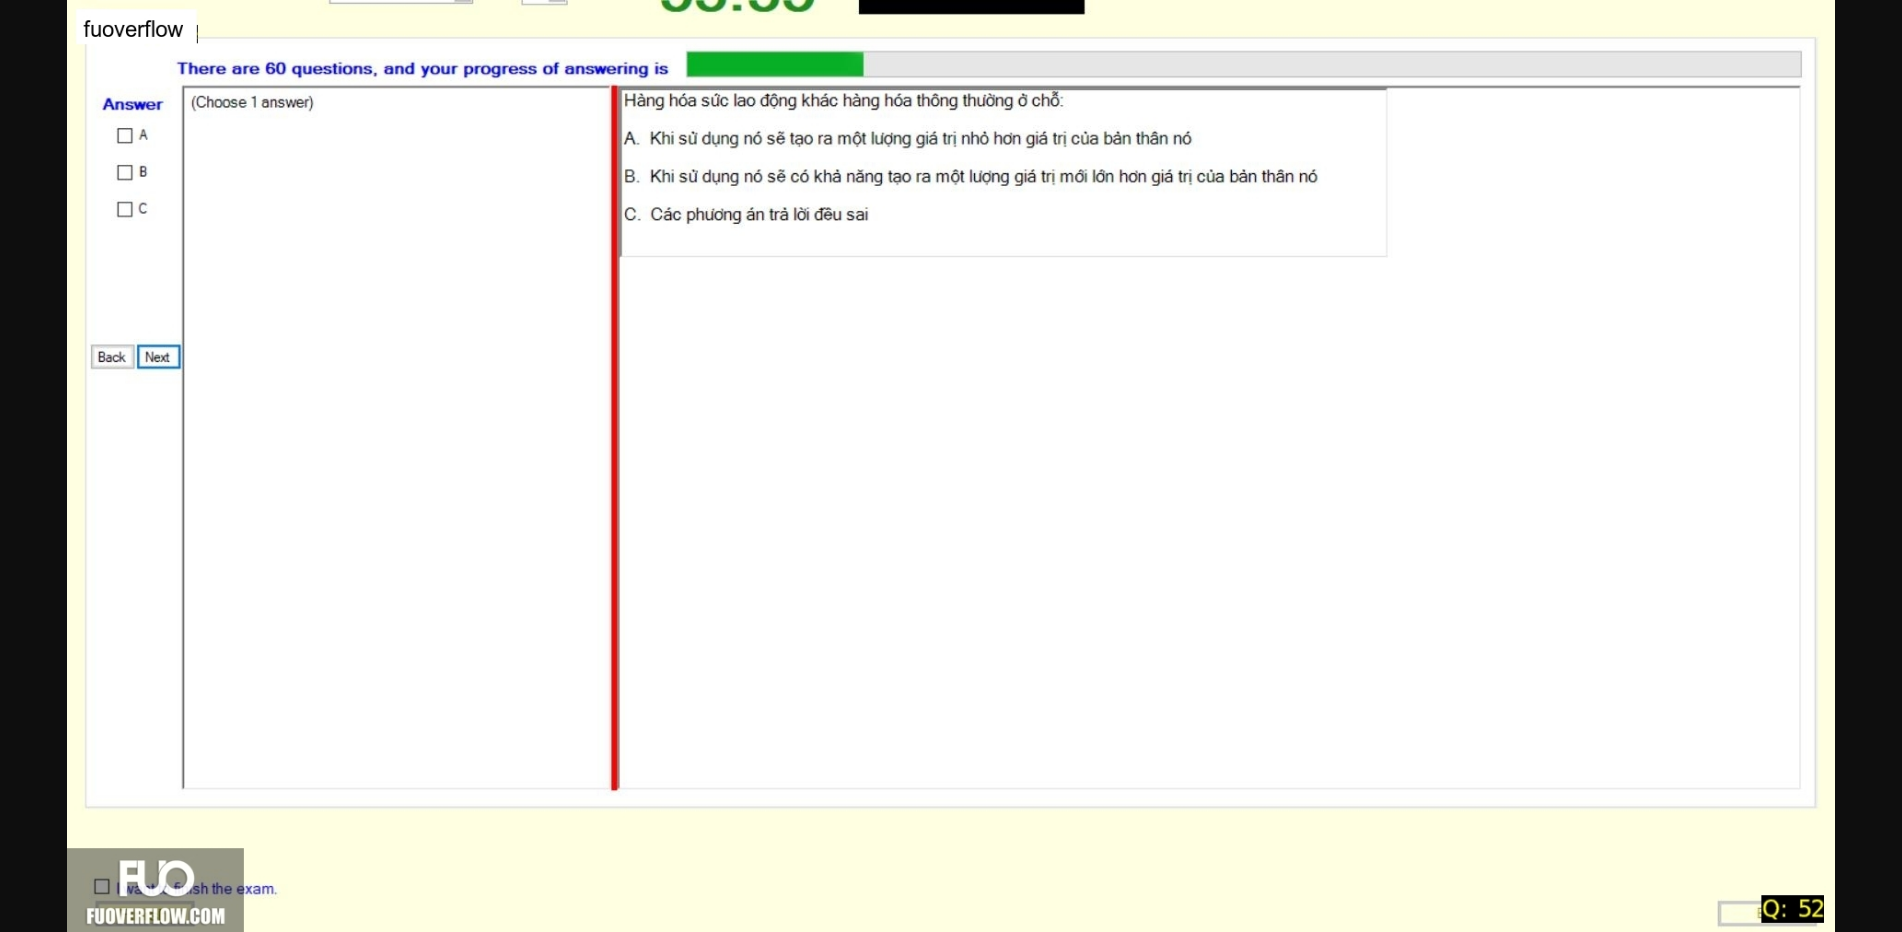 fuoverflow
There are 60 questions, and your progress of answering is
Answer
(Choose 1 answer)
A
B
C
Back
Next
Hàng hóa sức lao động khác hàng hóa thông thường ở chỗ:
A. Khi sử dụng nó sẽ tạo ra một lượng giá trị nhỏ hơn giá trị của bản thân nó
B. Khi sử dụng nó sẽ có khả năng tạo ra một lượng giá trị mới lớn hơn giá trị của bản thân nó
C. Các phương án trả lời đều sai
FUO
the exam.
FUOVERFLOW.COM
Q: 52